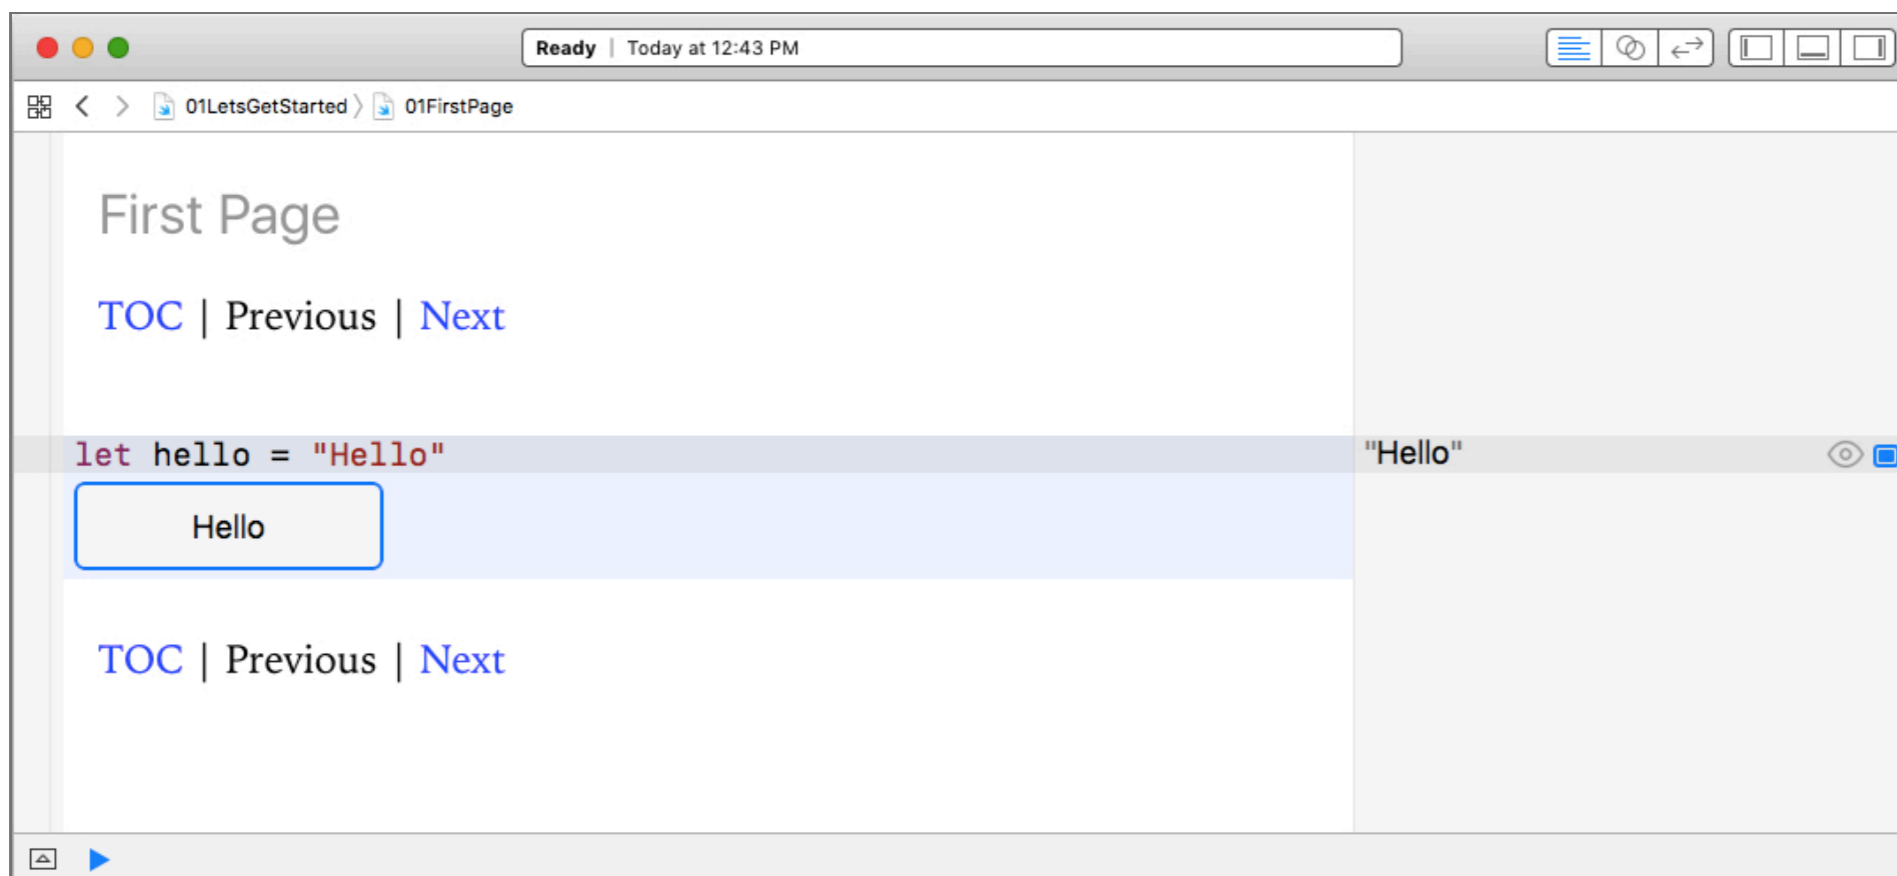 Ready | Today at 12:43 PM
01LetsGetStarted 〉 01FirstPage
First Page
TOC | Previous | Next
let hello = "Hello"
"Hello"
Hello
TOC | Previous | Next